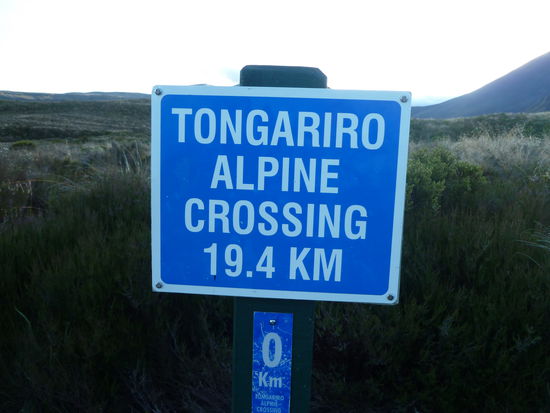 TONGARIRO
ALPINE
CROSSING
19.4 KM
0
Km
TONGARIRO
ALPINE
CROSSING